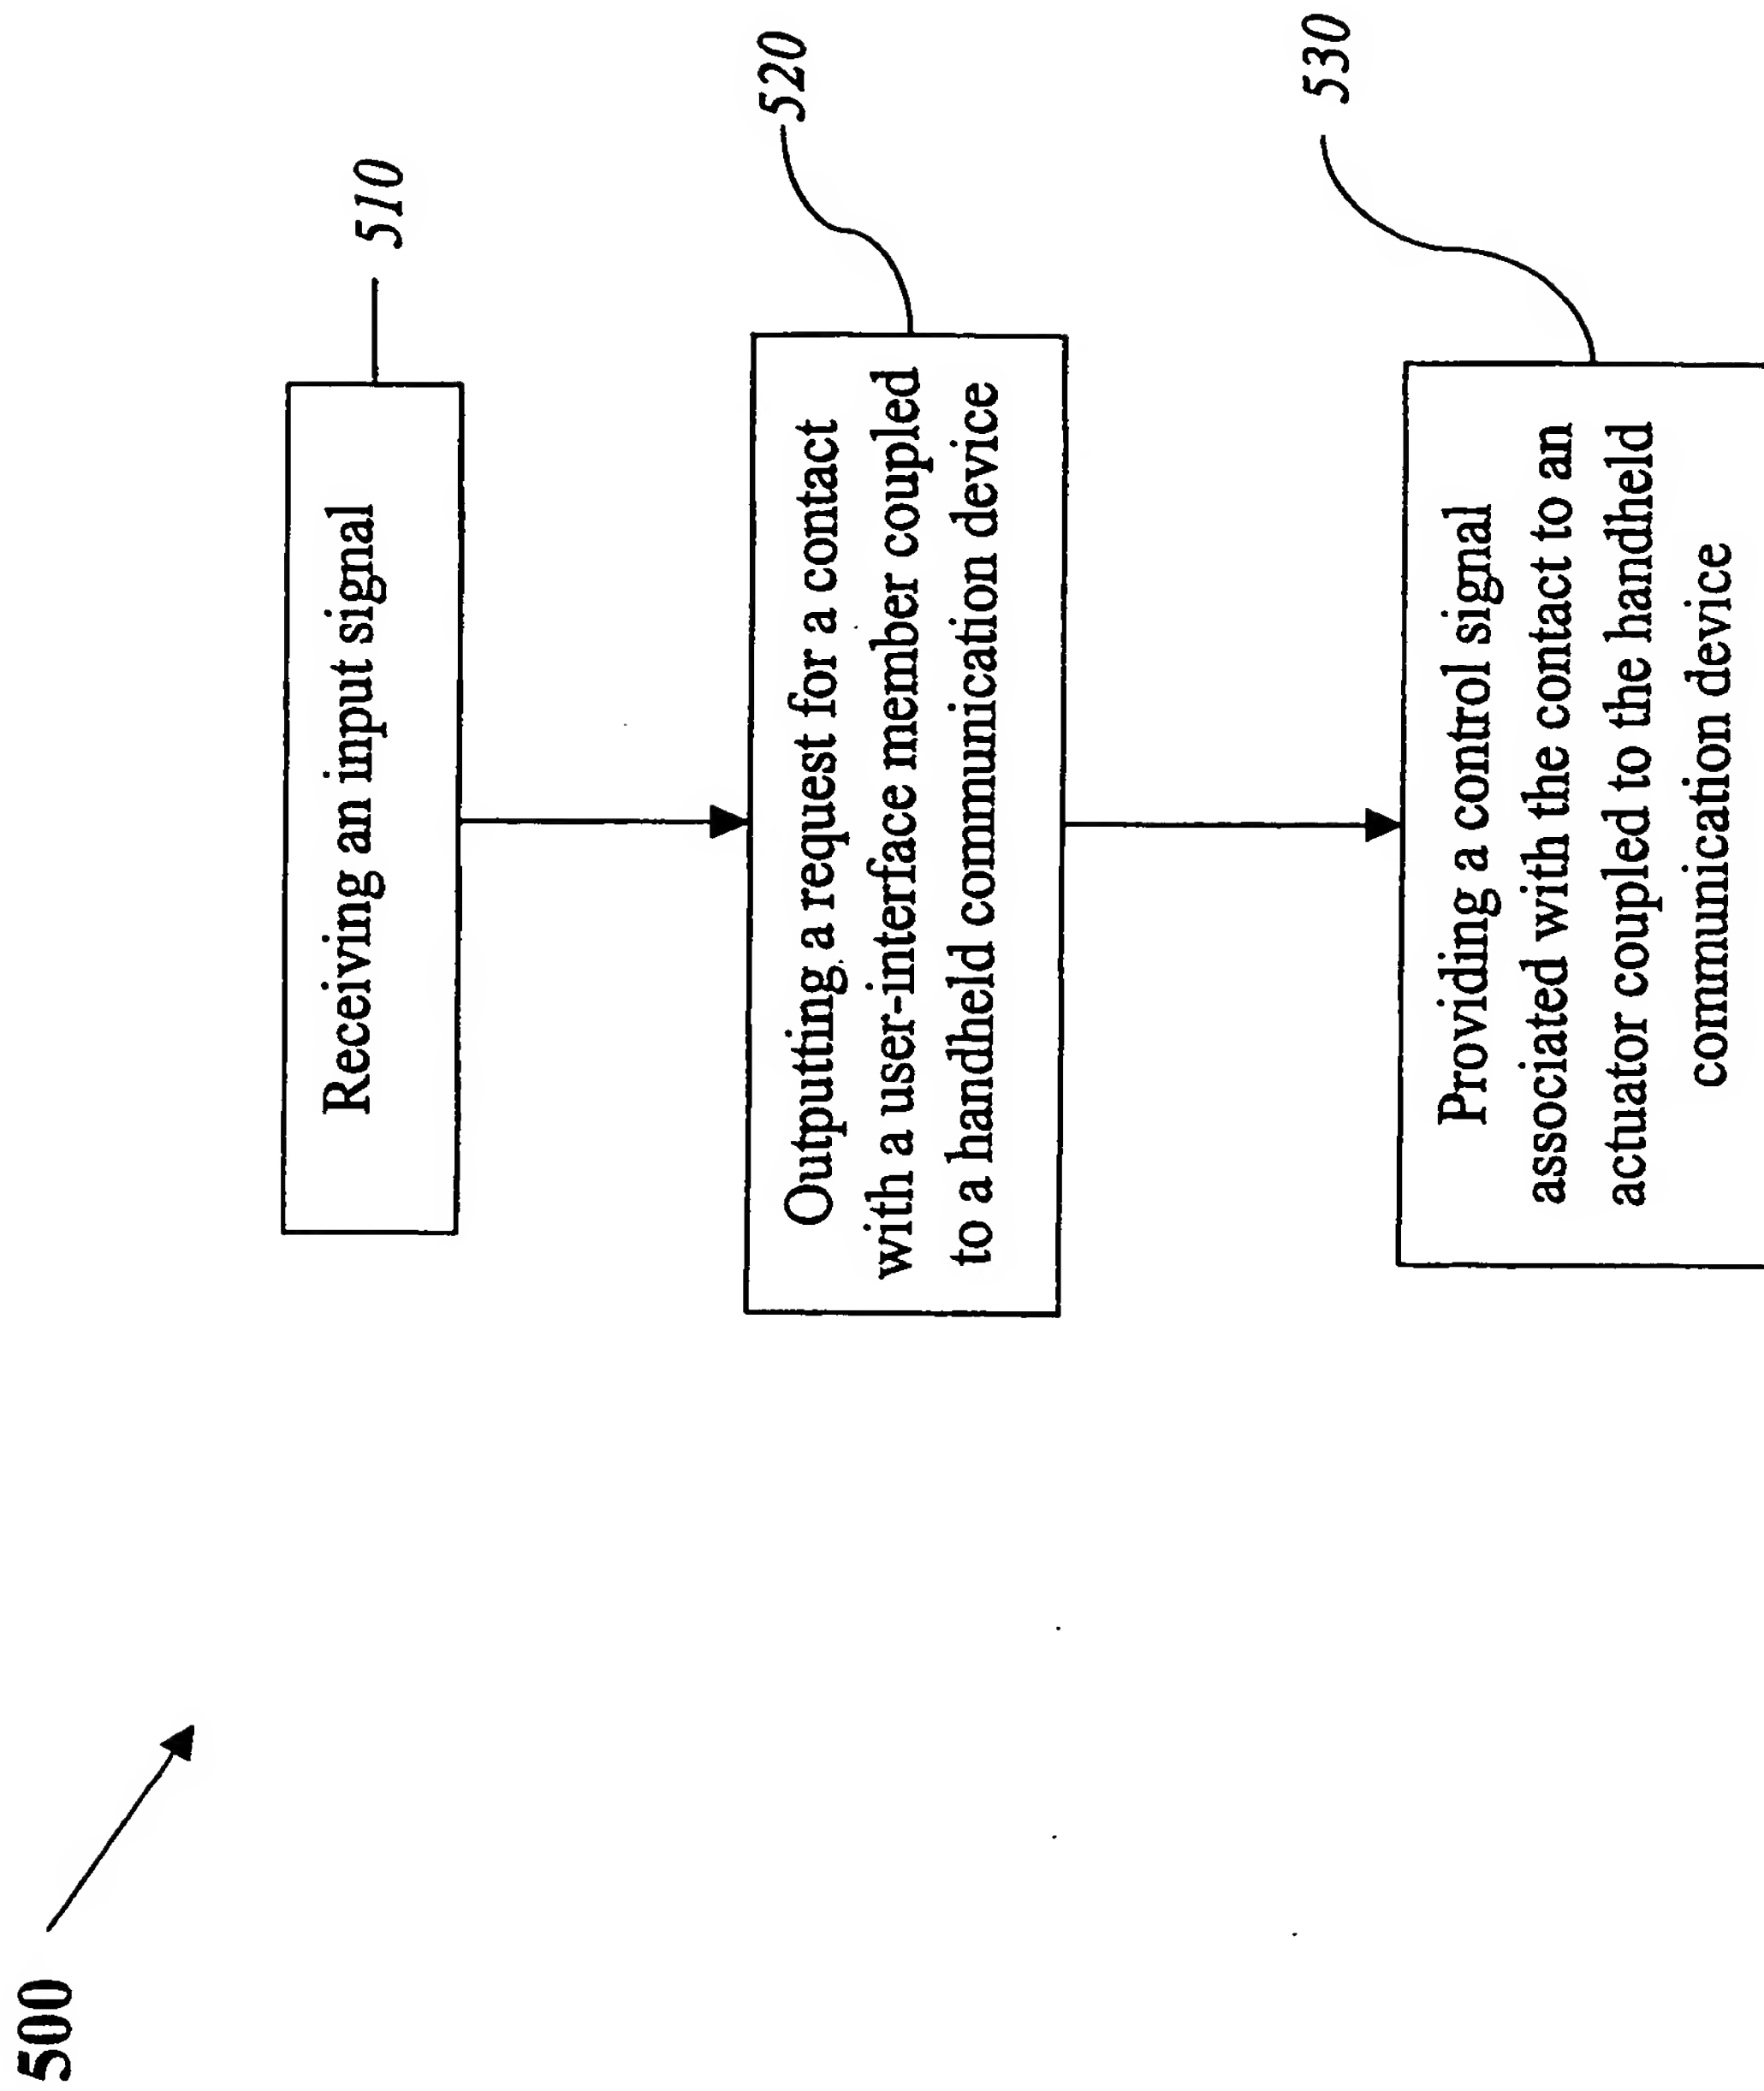 500
Receiving an input signal
510
Outputting a request for a contact
with a user-interface member coupled
to a handheld communication device
520
Providing a control signal
associated with the contact to an
actuator coupled to the handheld
communication device
530